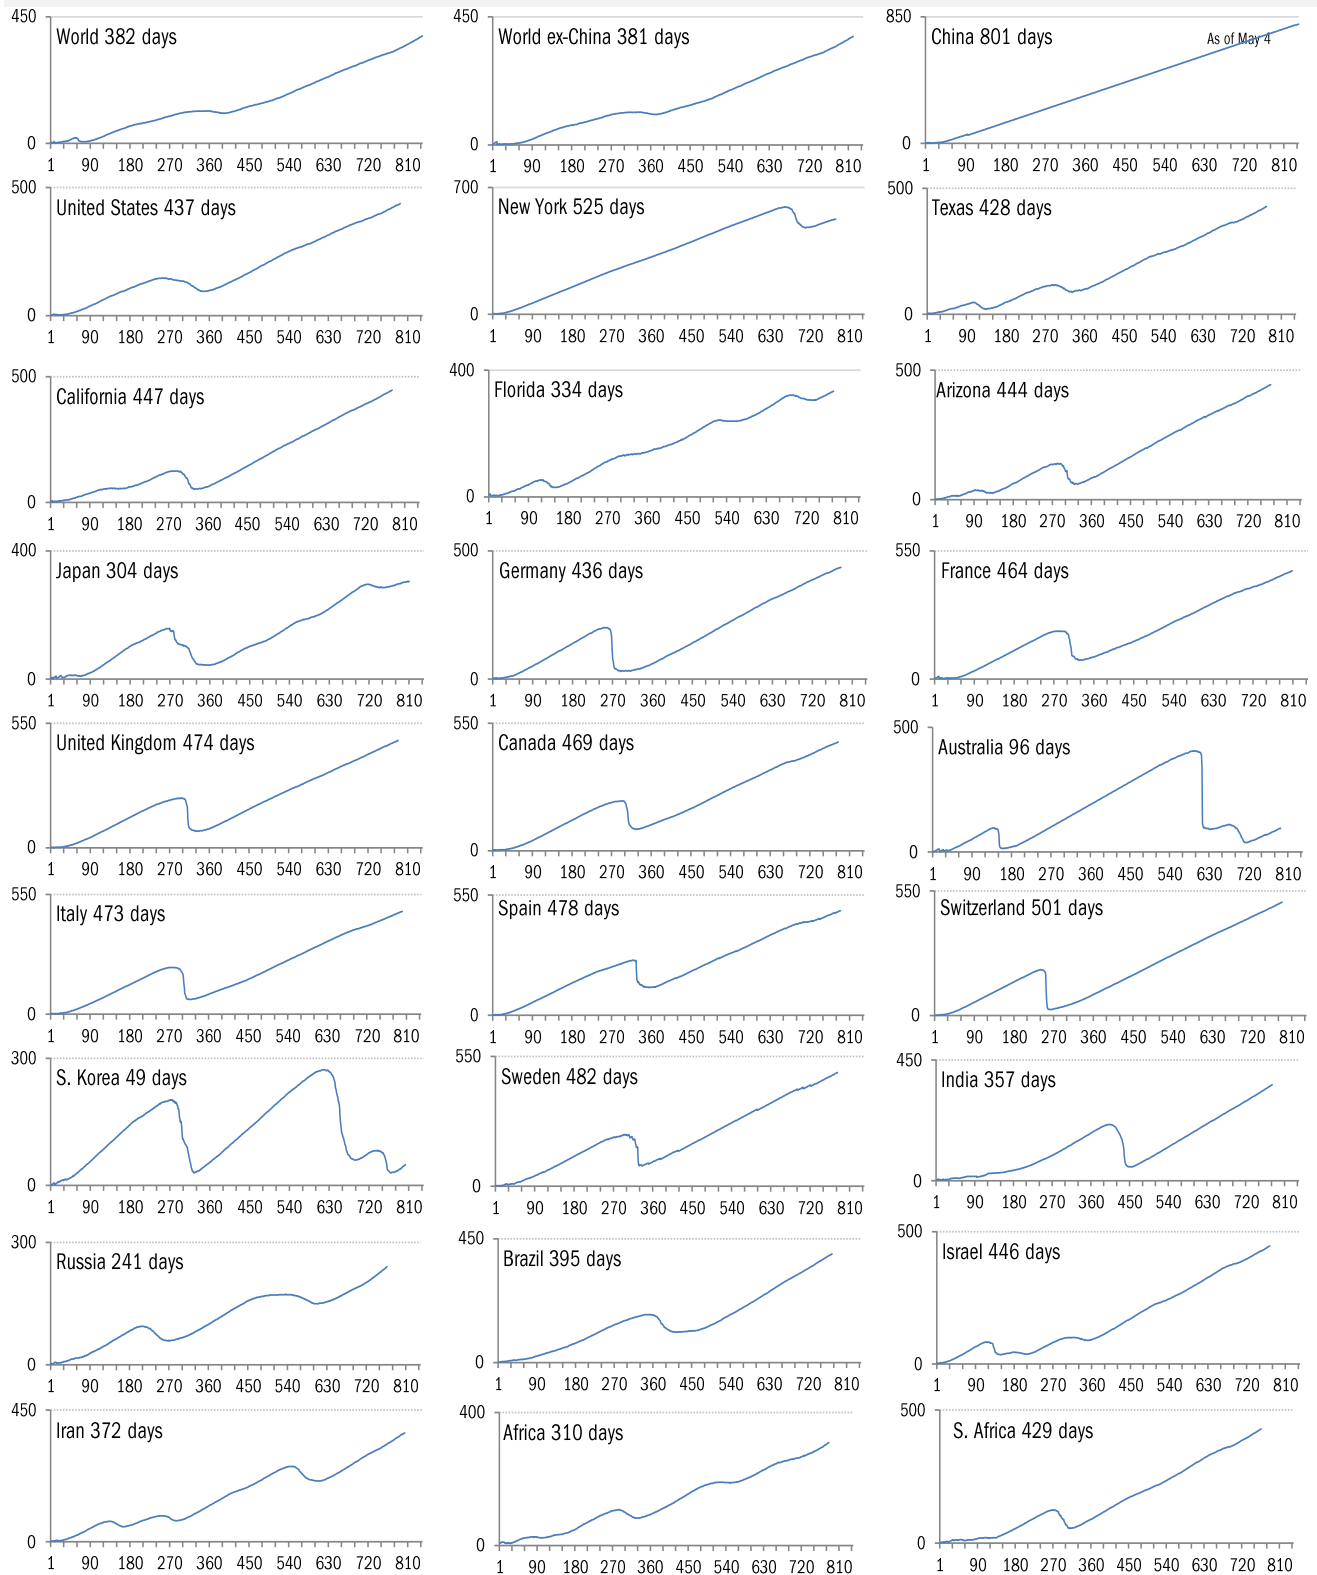 450 450 850
World 382 days World ex-China 381 days China 801 days
As of May 4
0 0 0
1 90 180 270 360 450 540 630 720 810 1 90 180 270 360 450 540 630 720 810 1 90 180 270 360 450 540 630 720 810
500 700 500
United States 437 days New York 525 days Texas 428 days
0 0 0
1 90 180 270 360 450 540 630 720 810 1 90 180 270 360 450 540 630 720 810 1 90 180 270 360 450 540 630 720 810
500 400 500
California 447 days Florida 334 days Arizona 444 days
0 0 0
1 90 180 270 360 450 540 630 720 810 1 90 180 270 360 450 540 630 720 810 1 90 180 270 360 450 540 630 720 810
400 500 550
Japan 304 days Germany 436 days France 464 days
0 0 0
1 90 180 270 360 450 540 630 720 810 1 90 180 270 360 450 540 630 720 810 1 90 180 270 360 450 540 630 720 810
550 550 500
United Kingdom 474 days Canada 469 days Australia 96 days
0 0 0
1 90 180 270 360 450 540 630 720 810 1 90 180 270 360 450 540 630 720 810 1 90 180 270 360 450 540 630 720 810
550 550 550
Italy 473 days Spain 478 days Switzerland 501 days
0 0 0
1 90 180 270 360 450 540 630 720 810 1 90 180 270 360 450 540 630 720 810 1 90 180 270 360 450 540 630 720 810
300 550 450
S. Korea 49 days Sweden 482 days India 357 days
0 0 0
1 90 180 270 360 450 540 630 720 810 1 90 180 270 360 450 540 630 720 810 1 90 180 270 360 450 540 630 720 810
300 450 500
Russia 241 days Brazil 395 days Israel 446 days
0 0 0
1 90 180 270 360 450 540 630 720 810 1 90 180 270 360 450 540 630 720 810 1 90 180 270 360 450 540 630 720 810
450 400 500
Iran 372 days Africa 310 days S. Africa 429 days
0 0 0
1 90 180 270 360 450 540 630 720 810 1 90 180 270 360 450 540 630 720 810 1 90 180 270 360 450 540 630 720 810